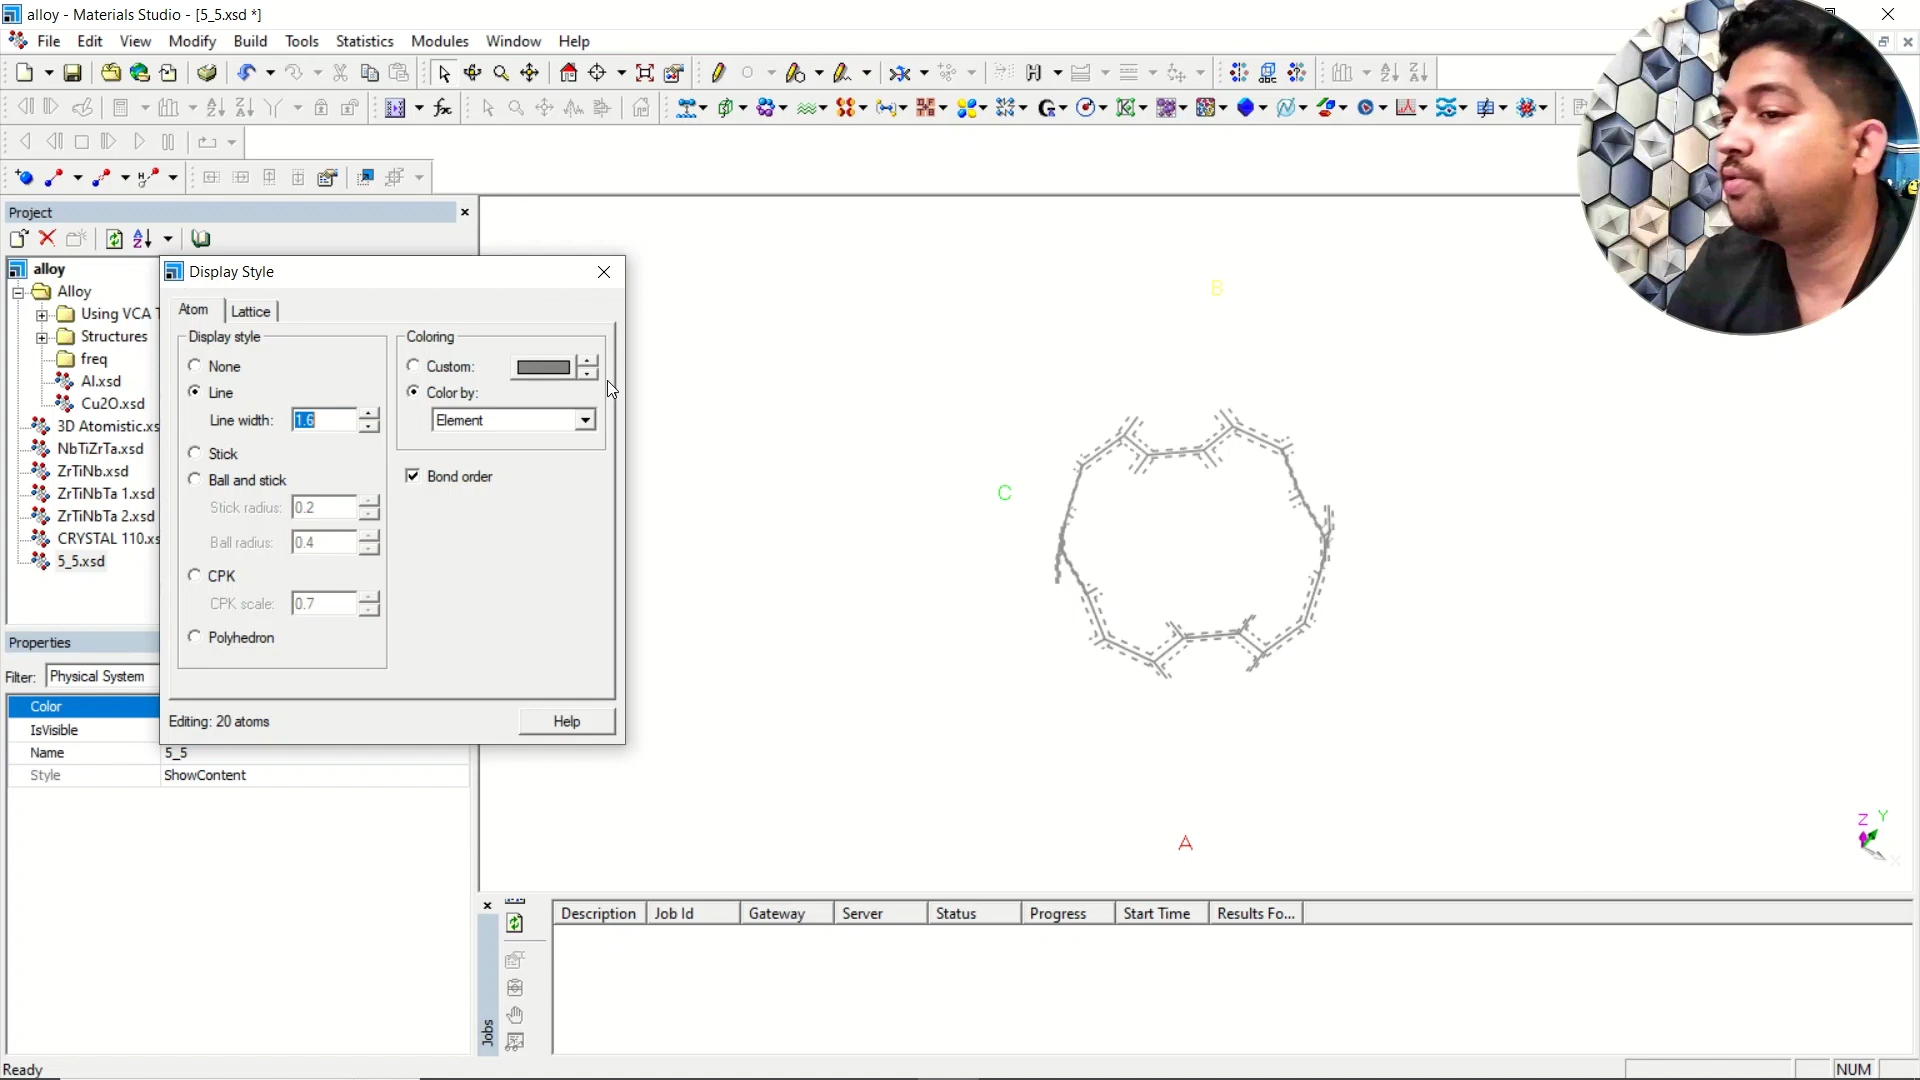 alloy - Materials Studio - [5_5.xsd *]
File Edit View Modify Build Tools Statistics Modules Window Help
Project
alloy
Alloy
Using VCA
Structures
freq
Al.xsd
Cu2O.xsd
3D Atomistic.xs
NbTiZrTa.xsd
ZrTiNb.xsd
ZrTiNbTa 1.xsd
ZrTiNbTa 2.xsd
CRYSTAL 110.xs
5_5.xsd
Display Style
Atom Lattice
Display style
None
Line
Line width: 1.6
Stick
Ball and stick
Stick radius: 0.2
Ball radius: 0.4
CPK
CPK scale: 0.7
Polyhedron
Coloring
Custom:
Color by:
Element
Bond order
Editing: 20 atoms
Help
Properties
Filter: Physical System
Color
IsVisible
Name 5_5
Style ShowContent
B
C
A
Z Y
X
Jobs
Description Job Id Gateway Server Status Progress Start Time Results Fo...
Ready
NUM